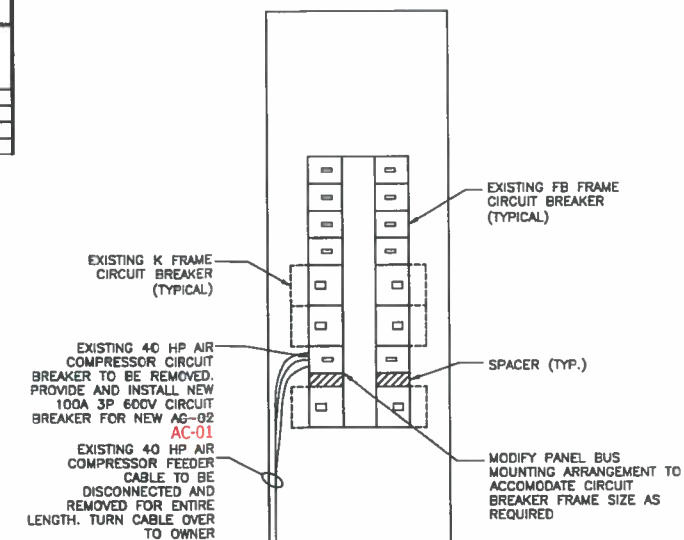 EXISTING FB FRAME
CIRCUIT BREAKER
(TYPICAL)
EXISTING K FRAME
CIRCUIT BREAKER
(TYPICAL)
EXISTING 40 HP AIR
COMPRESSOR CIRCUIT
BREAKER TO BE REMOVED.
PROVIDE AND INSTALL NEW
100A 3P 600V CIRCUIT
BREAKER FOR NEW AC-02
AC-01
SPACER (TYP.)
EXISTING 40 HP AIR
COMPRESSOR FEEDER
CABLE TO BE
DISCONNECTED AND
REMOVED FOR ENTIRE
LENGTH. TURN CABLE OVER
TO OWNER
MODIFY PANEL BUS
MOUNTING ARRANGEMENT TO
ACCOMODATE CIRCUIT
BREAKER FRAME SIZE AS
REQUIRED